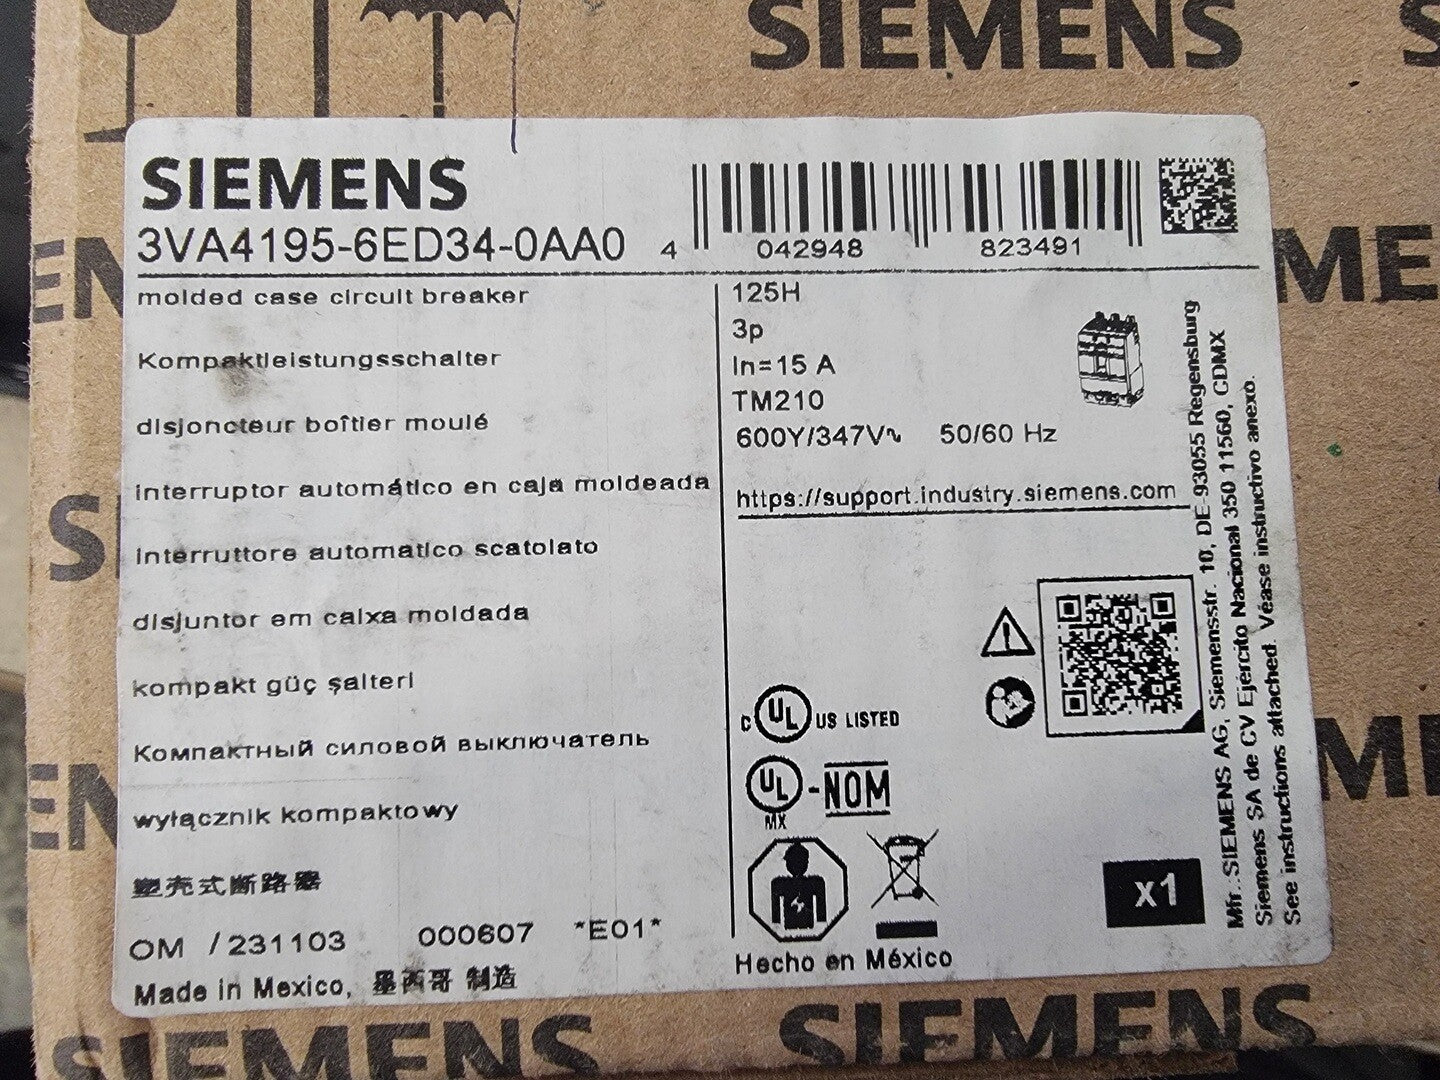 SIEMENS
SIEMENS
3VA4195-6ED34-0AA0
4 042948 823491
molded case circuit breaker
Kompaktleistungsschalter
disjoncteur boîtier moulé
interruptor automático en caja moldeada
interruttore automatico scatolato
disjuntor em caixa moldada
kompakt güç şalteri
Компактный силовой выключатель
wyłącznik kompaktowy
塑壳式断路器
OM /231103 000607 *E01*
Made in Mexico, 墨西哥 制造
125H
3p
In=15 A
TM210
600Y/347V~ 50/60 Hz
https://support.industry.siemens.com
C UL US LISTED
UL-NOM
MX
x1
Hecho en México
Mfr.:SIEMENS AG, Siemensstr. 10, DE-93055 Regensburg
Siemens SA de CV Ejército Nacional 350 11560, CDMX
See instructions attached. Véase instructivo anexo.
EN
ME
S
EN
M
SIEMENS
SIEMENS